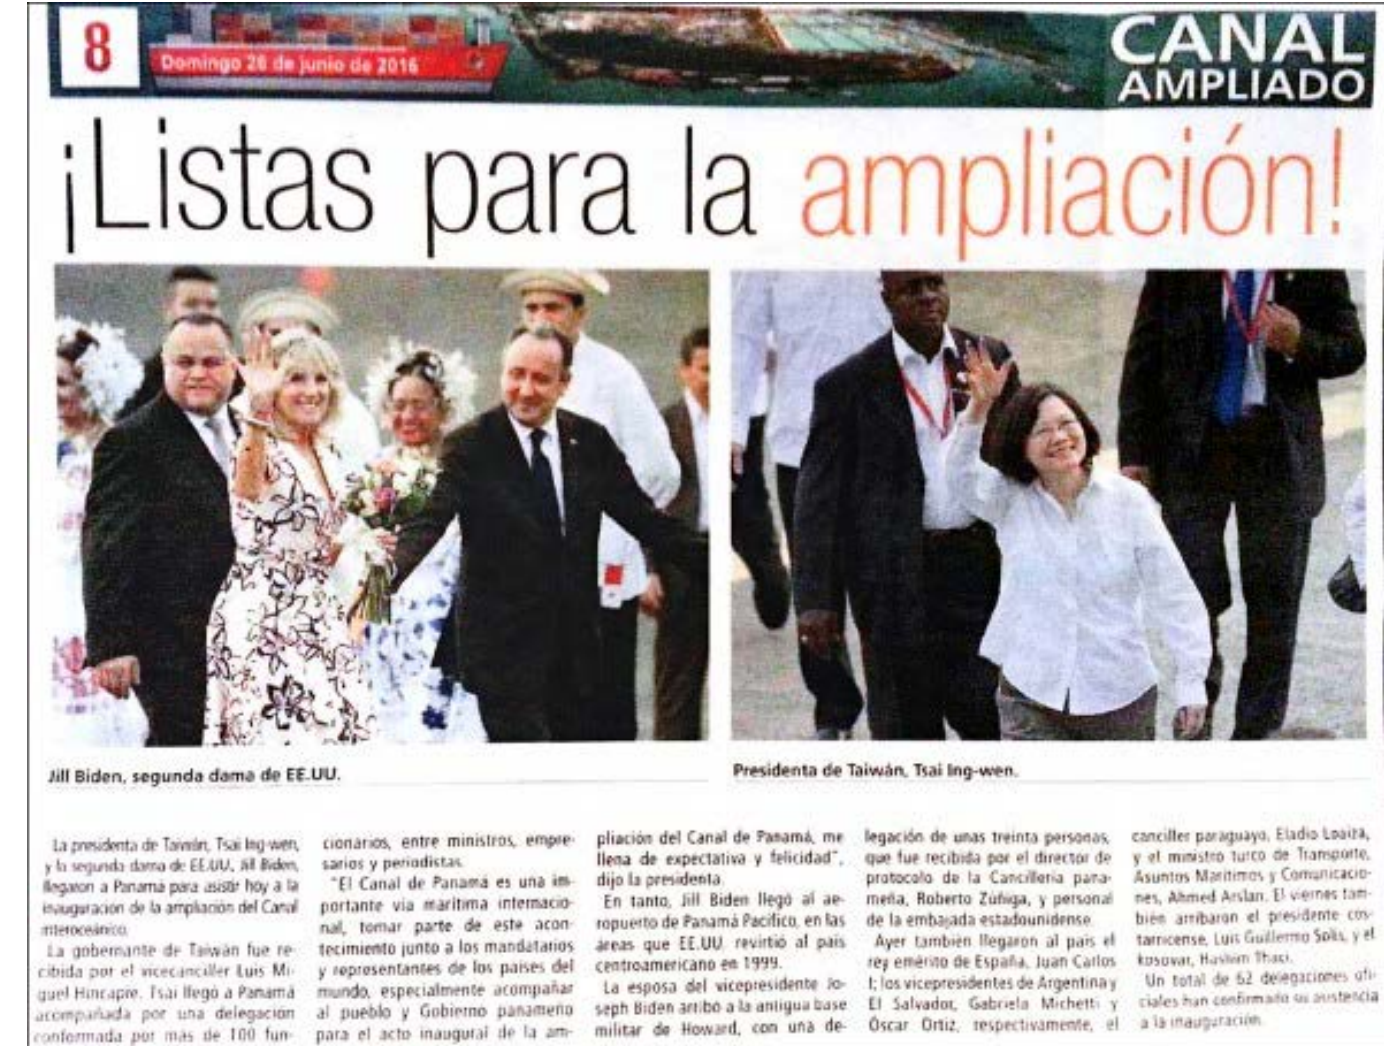 8
Domingo 26 de junio de 2016
CANAL
AMPLIADO
¡Listas para la ampliación!
Jill Biden, segunda dama de EE.UU.
Presidenta de Taiwán, Tsai Ing-wen.
La presidenta de Taiwán, Tsai Ing-wen,
y la segunda dama de EE.UU., Jill Biden,
llegaron a Panamá para asistir hoy a la
inauguración de la ampliación del Canal
interoceánico.
La gobernante de Taiwán fue re-
cibida por el vicecanciller Luis Mi-
guel Hincapie. Tsai llegó a Panamá
acompañada por una delegación
conformada por más de 100 fun-
cionarios, entre ministros, empre-
sarios y periodistas.
"El Canal de Panamá es una im-
portante vía marítima internacio-
nal, tomar parte de este acon-
tecimiento junto a los mandatarios
y representantes de los países del
mundo, especialmente acompañar
al pueblo y Gobierno panameño
para el acto inaugural de la am-
pliación del Canal de Panamá, me
llena de expectativa y felicidad",
dijo la presidenta.
En tanto, Jill Biden llegó al ae-
ropuerto de Panamá Pacífico, en las
áreas que EE.UU. revirtió al país
centroamericano en 1999.
La esposa del vicepresidente Jo-
seph Biden arribó a la antigua base
militar de Howard, con una de-
legación de unas treinta personas,
que fue recibida por el director de
protocolo de la Cancillería pana-
meña, Roberto Zúñiga, y personal
de la embajada estadounidense.
Ayer también llegaron al país el
rey emérito de España, Juan Carlos
I; los vicepresidentes de Argentina y
El Salvador, Gabriela Michetti y
Óscar Ortiz, respectivamente, el
canciller paraguayo, Eladio Loaiza,
y el ministro turco de Transporte,
Asuntos Marítimos y Comunicacio-
nes, Ahmed Arslan. El viernes tam-
bién arribaron el presidente cos-
tarricense, Luis Guillermo Solís, y el
kosovar, Hashim Thaci.
Un total de 62 delegaciones ofi-
ciales han confirmado su asistencia
a la inauguración.